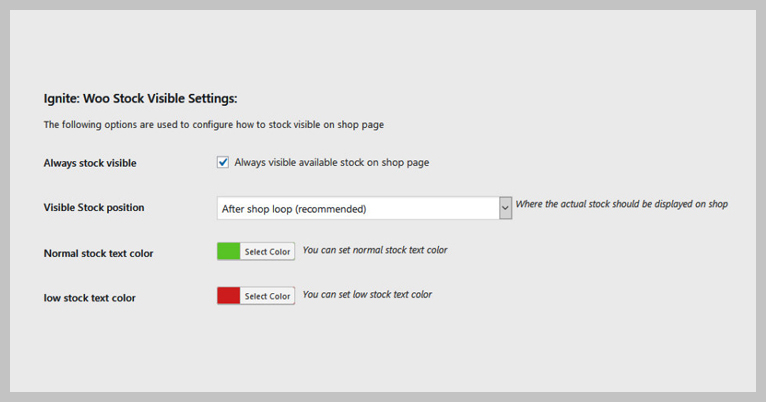 Ignite: Woo Stock Visible Settings:
The following options are used to configure how to stock visible on shop page
Always stock visible
Always visible available stock on shop page
Visible Stock position
After shop loop (recommended)
Where the actual stock should be displayed on shop
Normal stock text color
Select Color
You can set normal stock text color
low stock text color
Select Color
You can set low stock text color